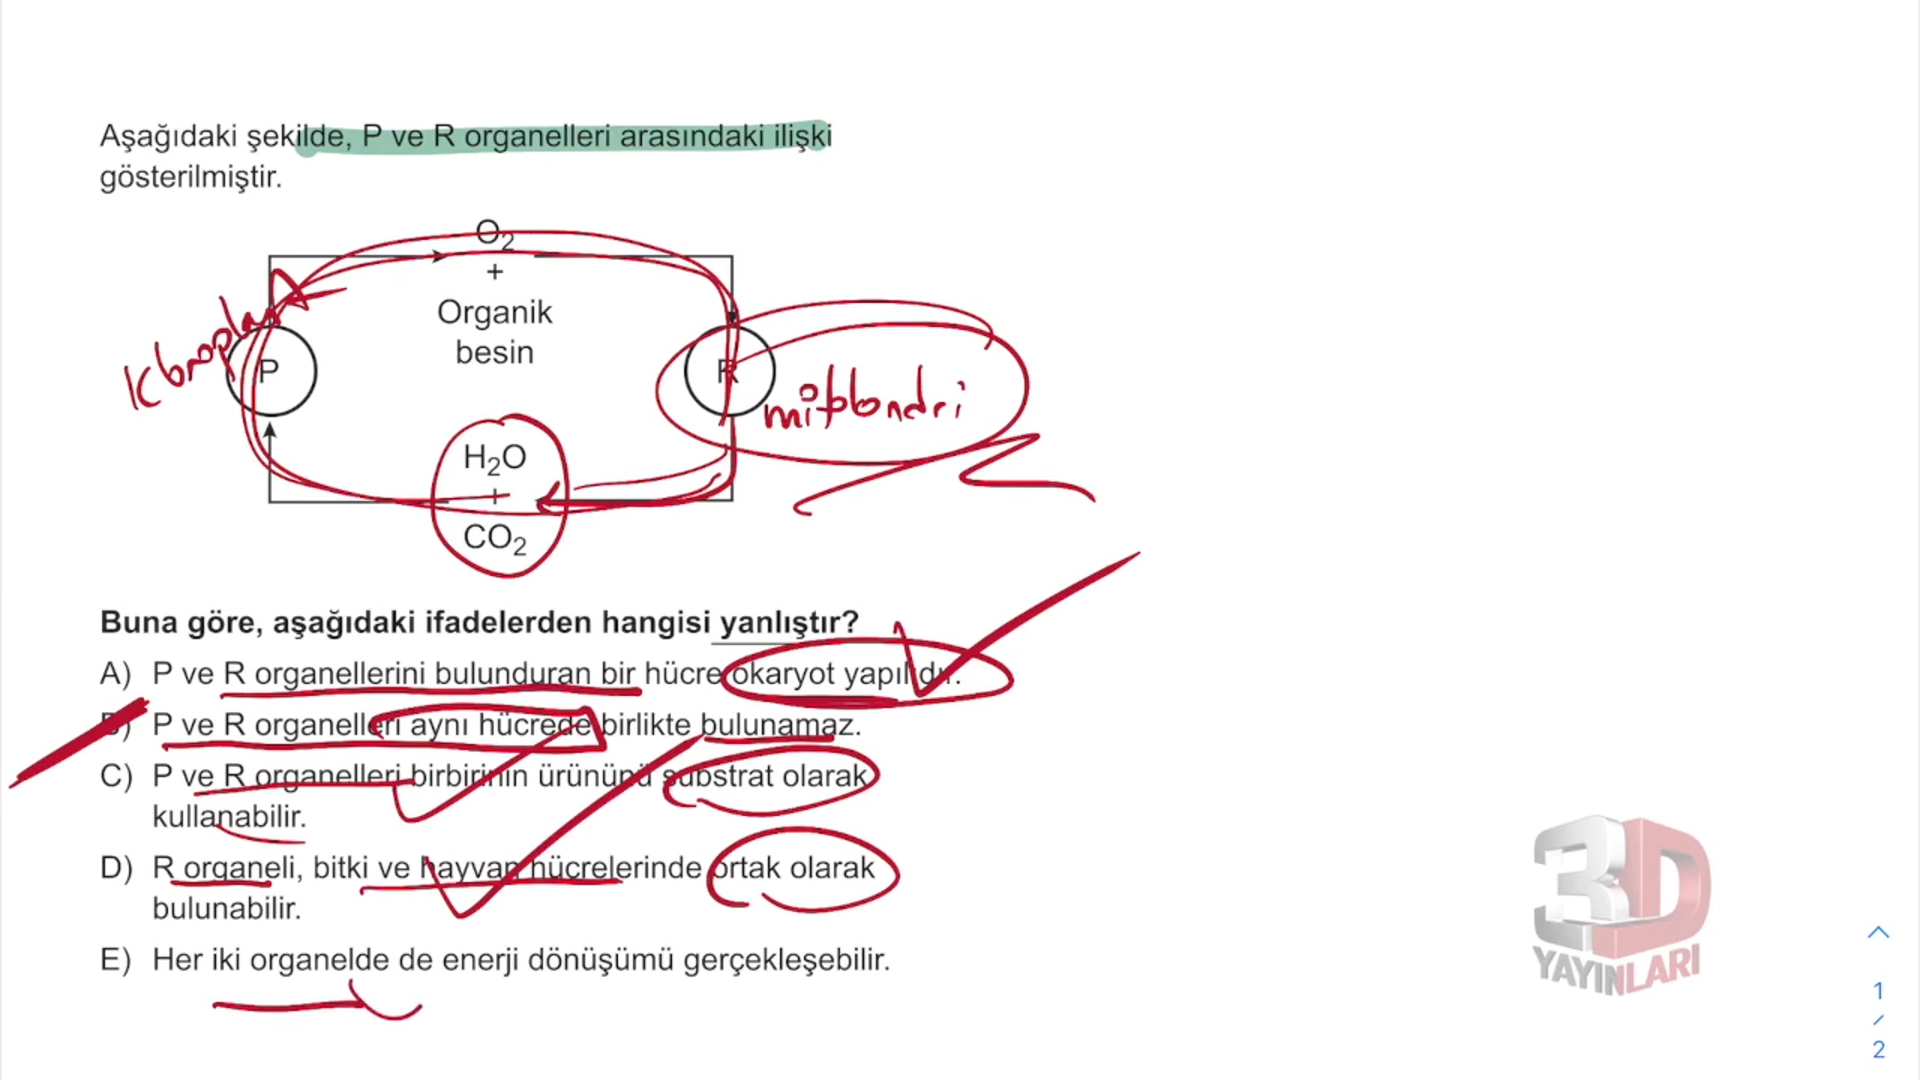 Aşağıdaki şekilde, P ve R organelleri arasındaki ilişki
gösterilmiştir.
O₂
+
Organik
besin
P
R
Kloroplast
mitokondri
H₂O
+
CO₂
Buna göre, aşağıdaki ifadelerden hangisi yanlıştır?
A) P ve R organellerini bulunduran bir hücre ökaryot yapılıdır.
B) P ve R organelleri aynı hücrede birlikte bulunamaz.
C) P ve R organelleri birbirinin ürününü substrat olarak
kullanabilir.
D) R organeli, bitki ve hayvan hücrelerinde ortak olarak
bulunabilir.
E) Her iki organelde de enerji dönüşümü gerçekleşebilir.
3D
YAYINLARI
1
/
2